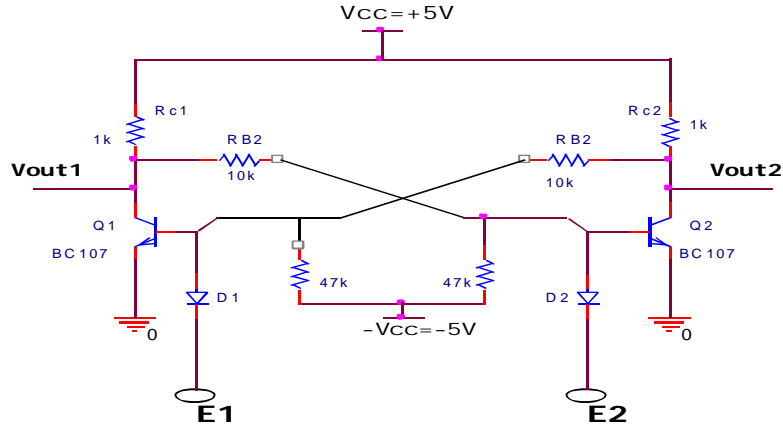 VCC=+5V
Rc1
1k
RB2
10k
RB2
10k
Rc2
1k
Vout1
Vout2
Q1
BC107
Q2
BC107
D1
47k
47k
D2
-VCC=-5V
0
0
E1
E2